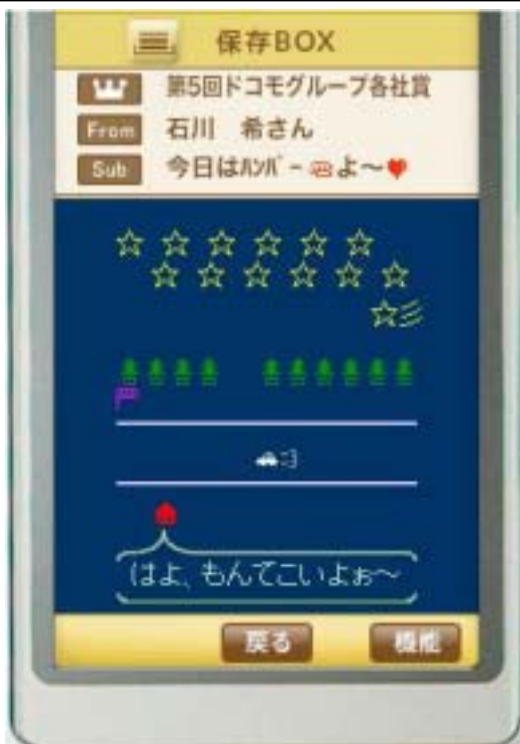 保存BOX
第5回ドコモグループ各社賞
From 石川 希さん
Sub 今日はﾊﾝﾊﾞｰ よ～
はよ、もんてこいよぉ～
戻る 機能